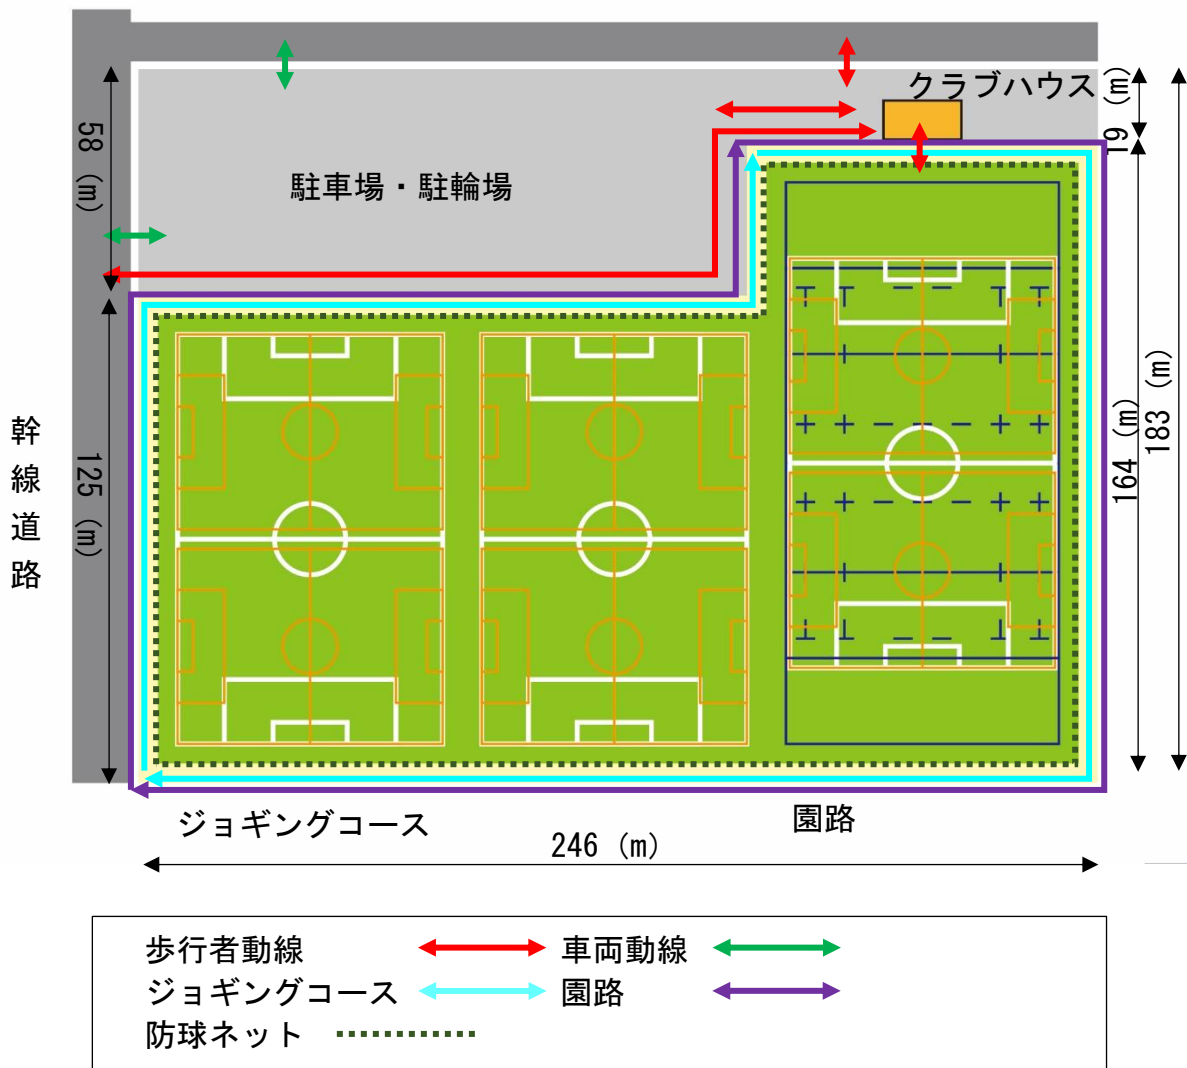 クラブハウス
19 (m)
58 (m)
駐車場・駐輪場
183 (m)
164 (m)
幹線道路
125 (m)
ジョギングコース
園路
246 (m)
歩行者動線 車両動線
ジョギングコース 園路
防球ネット